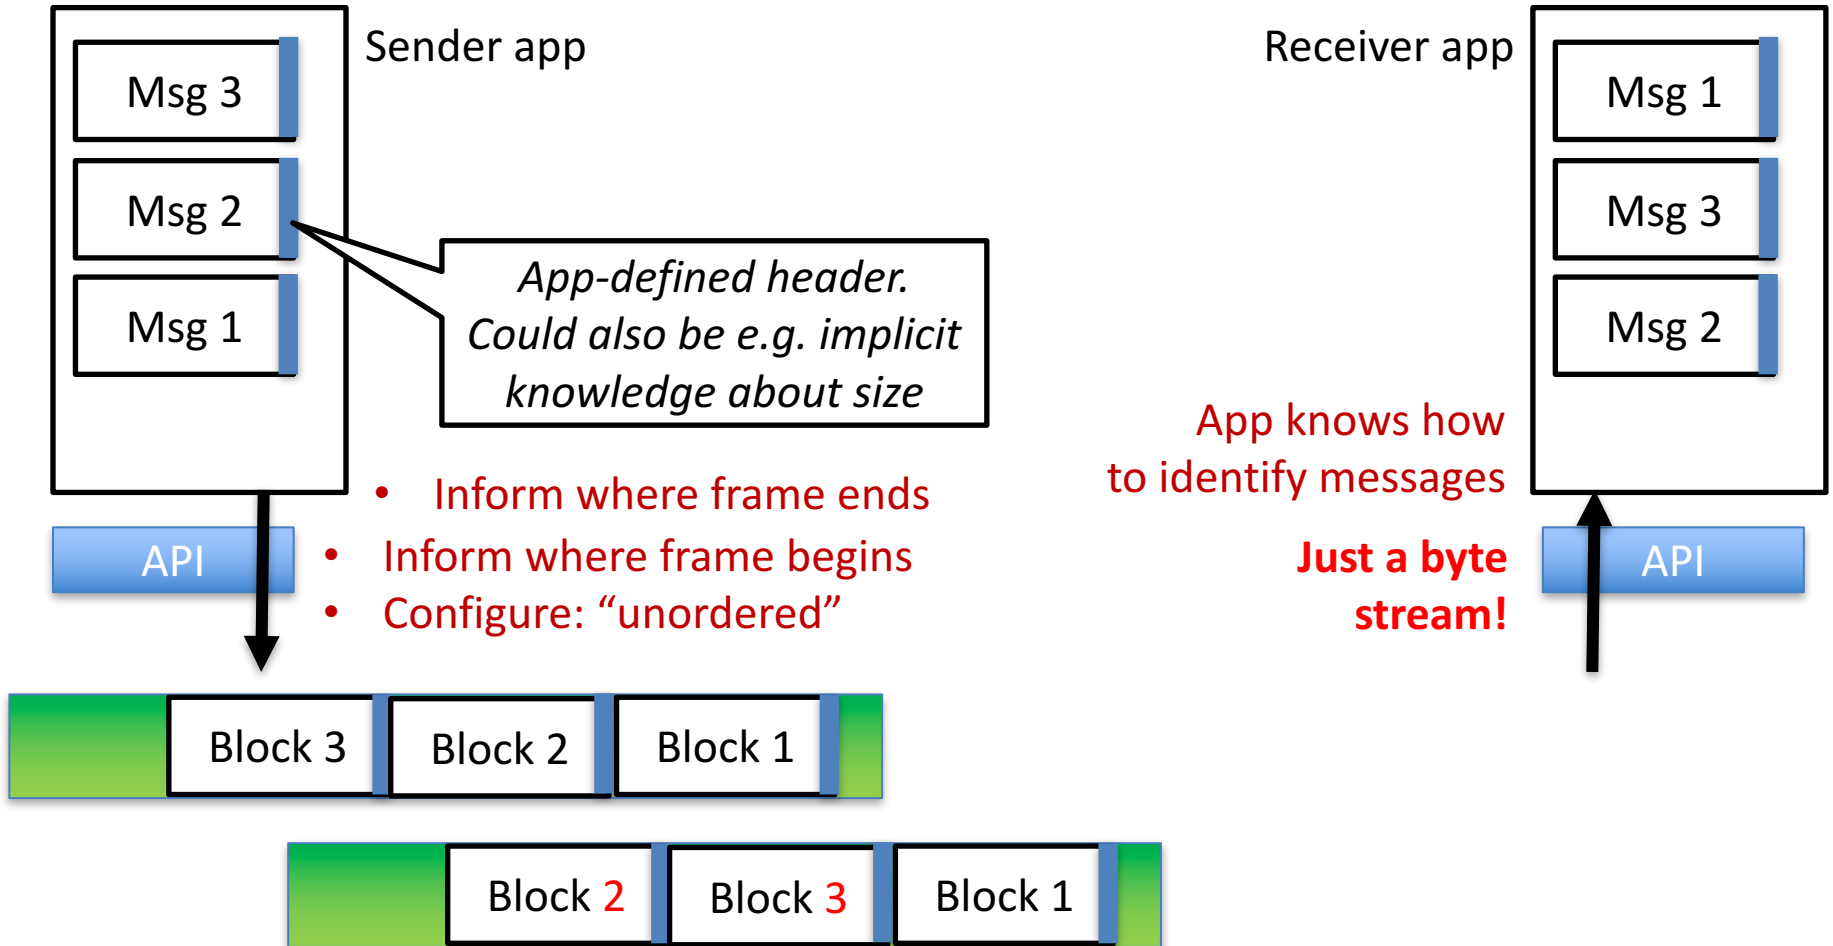 Sender app
Msg 3
Msg 2
Msg 1
App-defined header.
Could also be e.g. implicit
knowledge about size
• Inform where frame ends
• Inform where frame begins
• Configure: “unordered”
API
Receiver app
Msg 1
Msg 3
Msg 2
App knows how
to identify messages
Just a byte
stream!
API
Block 3 Block 2 Block 1
Block 2 Block 3 Block 1